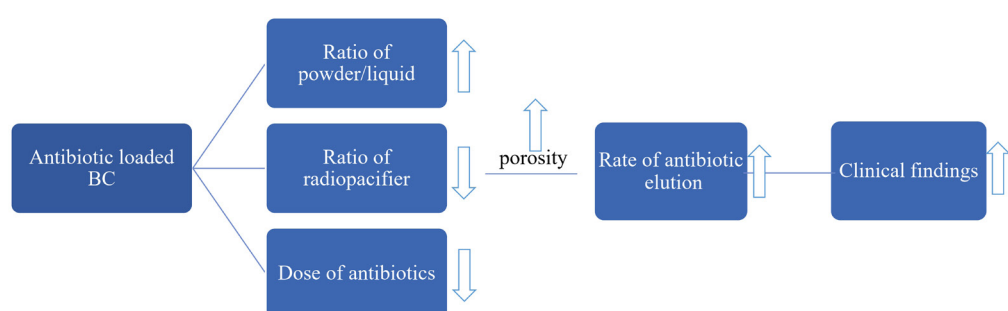 Antibiotic loaded
BC
Ratio of
powder/liquid
Ratio of
radiopacifier
Dose of antibiotics
porosity
Rate of antibiotic
elution
Clinical findings